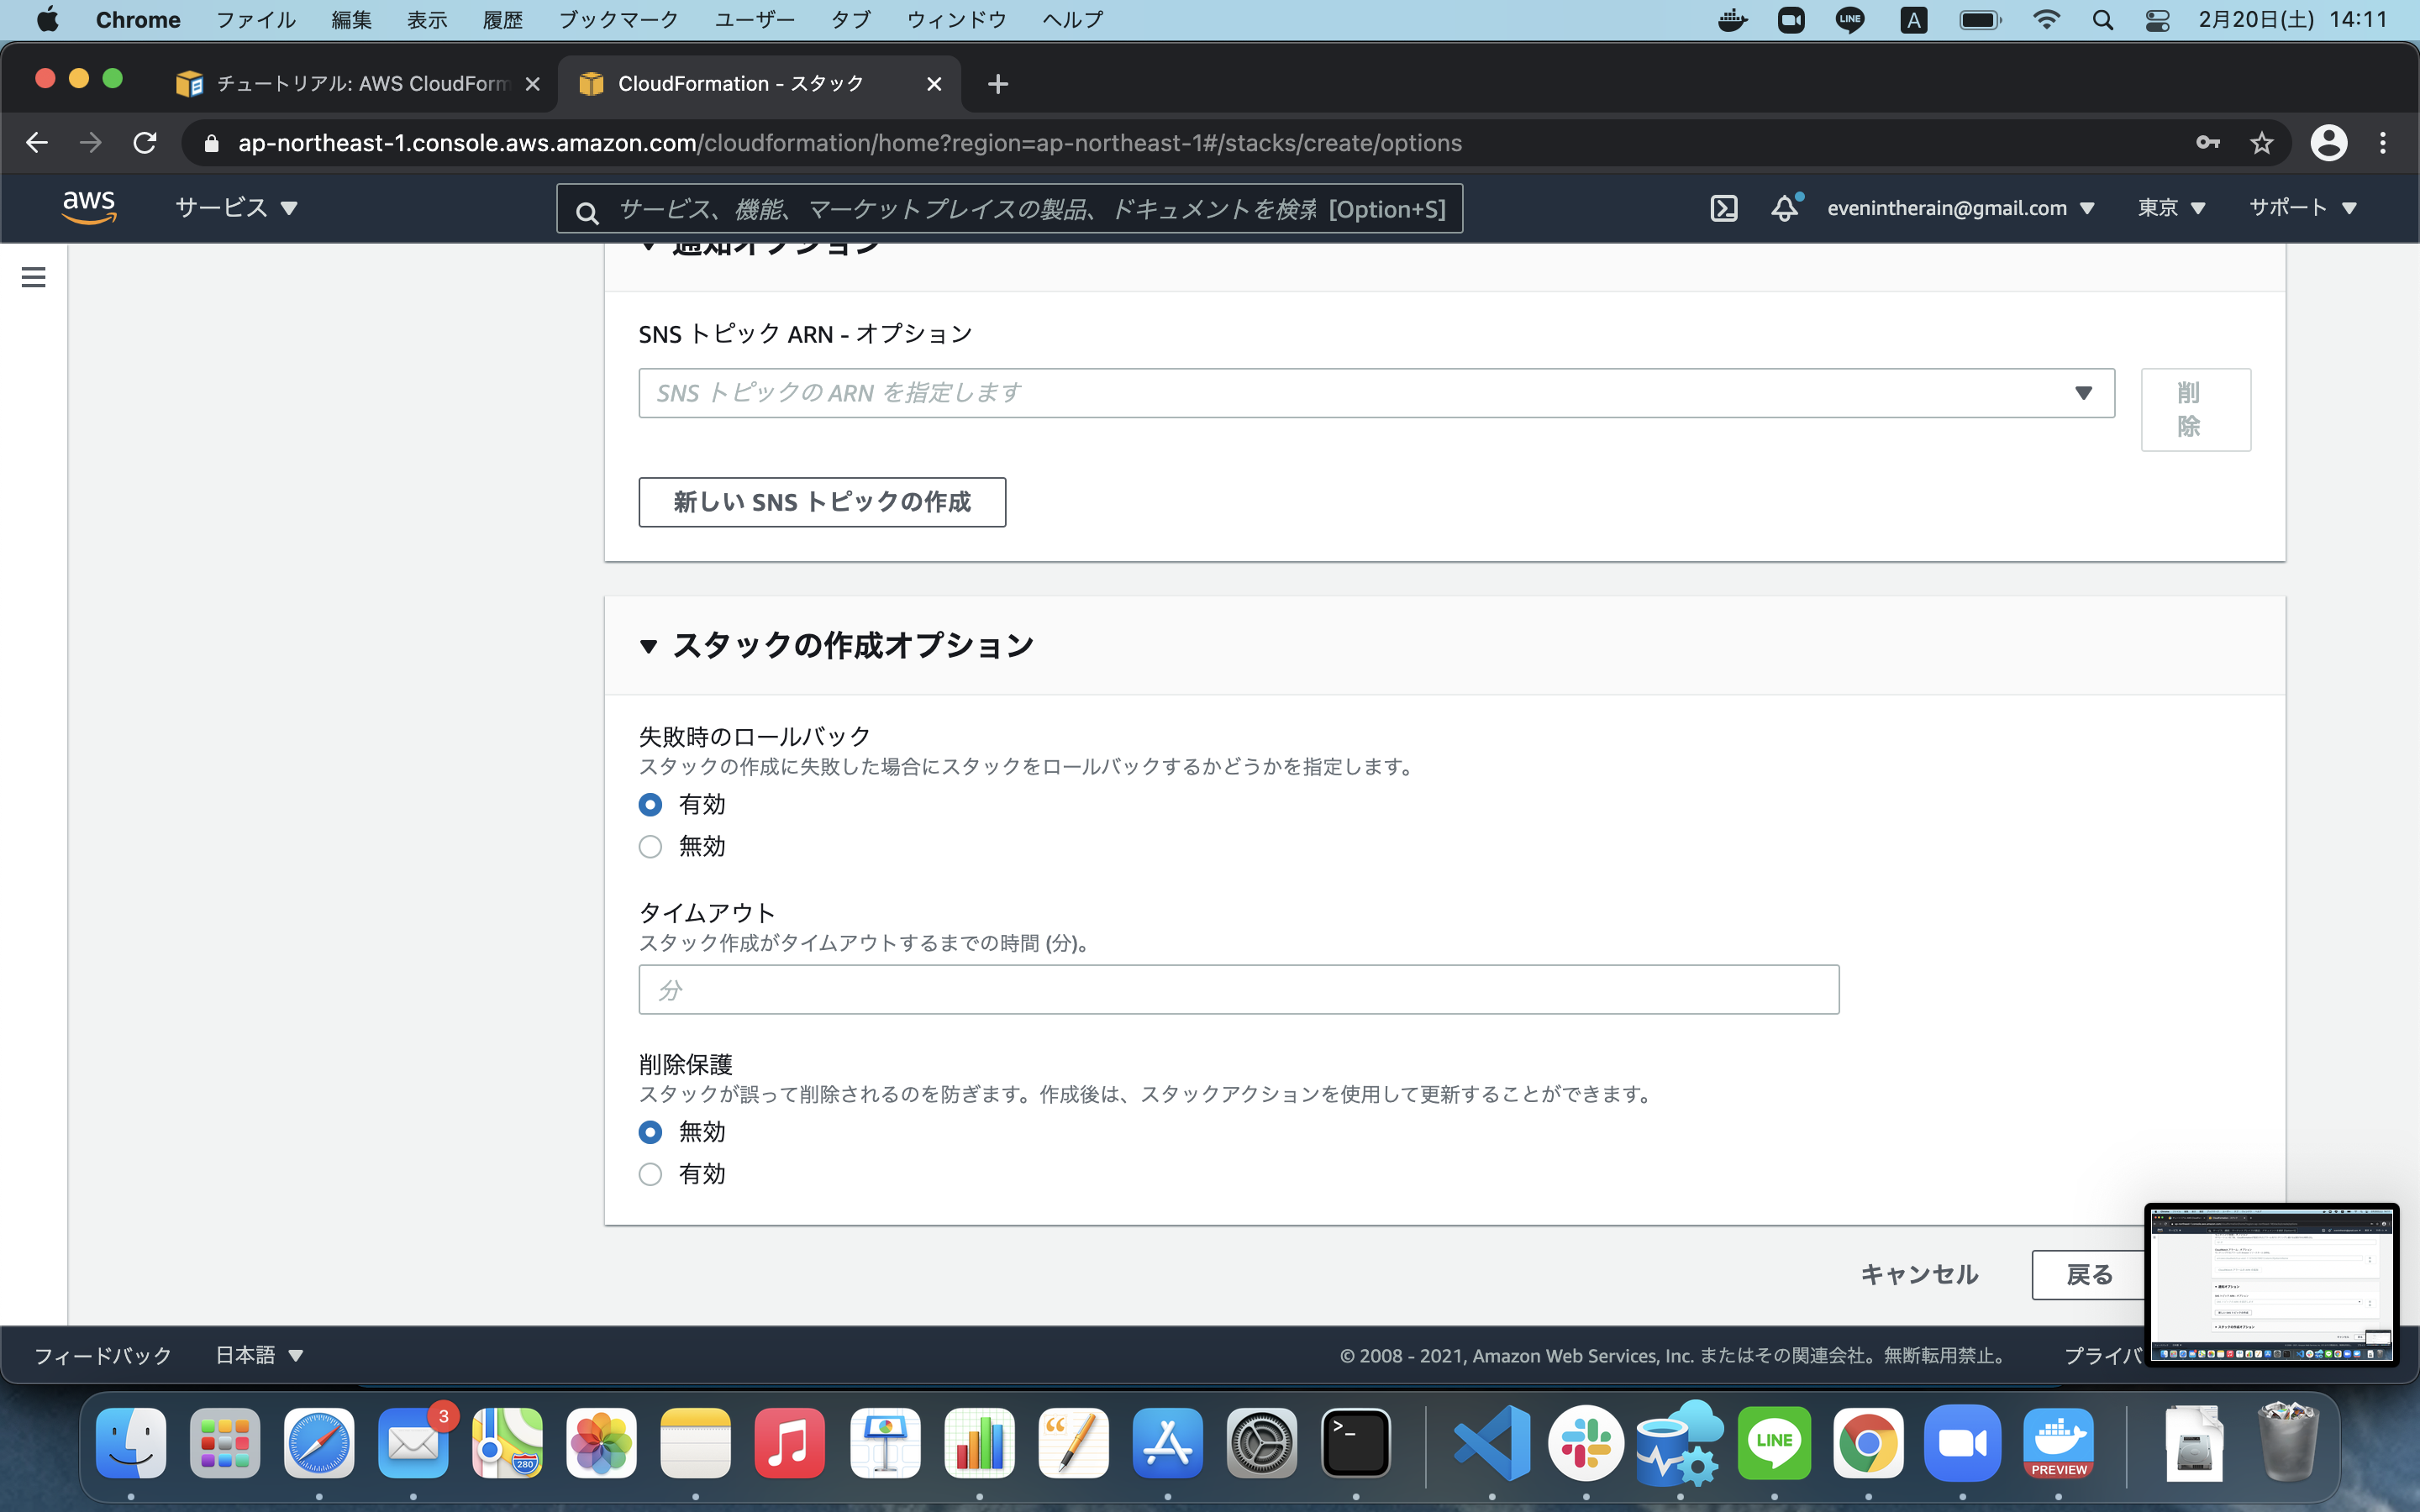 Chrome ファイル 編集 表示 履歴 ブックマーク ユーザー タブ ウィンドウ ヘルプ LINE A 2月20日(土) 14:11
チュートリアル: AWS CloudForm CloudFormation - スタック
ap-northeast-1.console.aws.amazon.com/cloudformation/home?region=ap-northeast-1#/stacks/create/options
aws サービス サービス、機能、マーケットプレイスの製品、ドキュメントを検索 [Option+S] evenintherain@gmail.com 東京 サポート
通知オプション
SNS トピック ARN - オプション
SNS トピックの ARN を指定します
削
除
新しい SNS トピックの作成
スタックの作成オプション
失敗時のロールバック
スタックの作成に失敗した場合にスタックをロールバックするかどうかを指定します。
有効
無効
タイムアウト
スタック作成がタイムアウトするまでの時間 (分)。
分
削除保護
スタックが誤って削除されるのを防ぎます。作成後は、スタックアクションを使用して更新することができます。
無効
有効
キャンセル 戻る
フィードバック 日本語 © 2008 - 2021, Amazon Web Services, Inc. またはその関連会社。無断転用禁止。 プライバ
3
280
LINE
PREVIEW